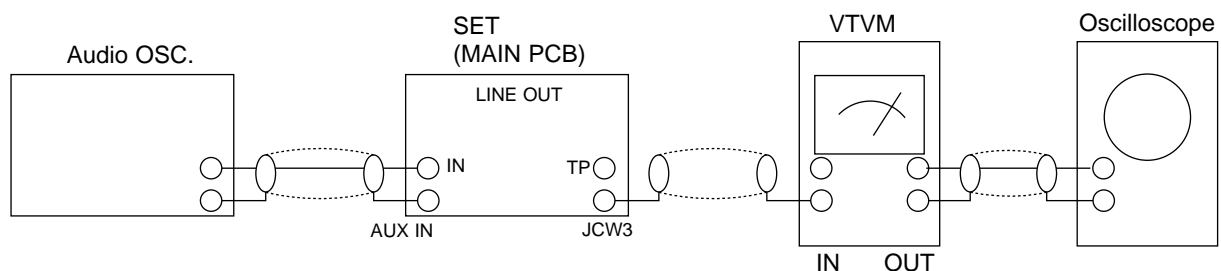 Audio OSC.
SET
(MAIN PCB)
LINE OUT
IN
TP
AUX IN
JCW3
VTVM
IN OUT
Oscilloscope